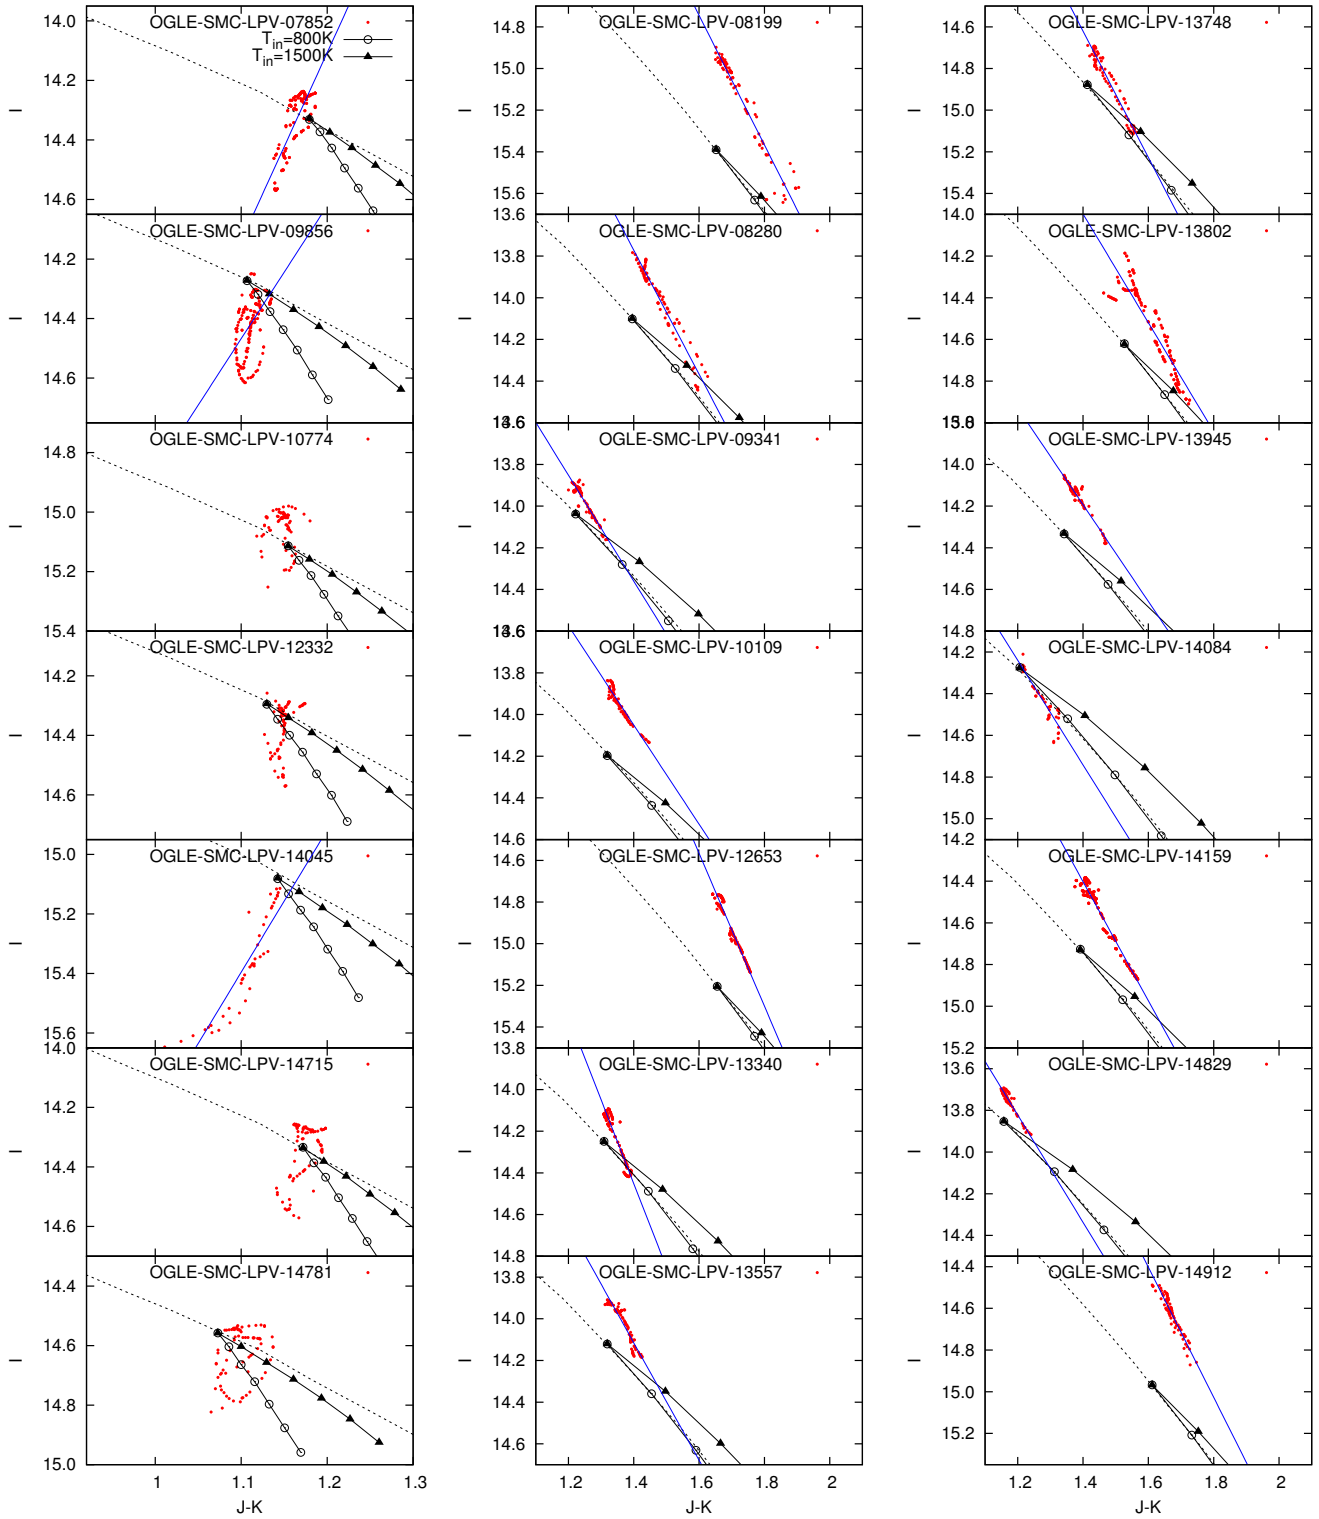 OGLE-SMC-LPV-07852
T_in=800K
T_in=1500K
14.0
14.2
14.4
14.6
I
OGLE-SMC-LPV-09856
14.2
14.4
14.6
I
OGLE-SMC-LPV-10774
14.8
15.0
15.2
15.4
I
OGLE-SMC-LPV-12332
14.2
14.4
14.6
I
OGLE-SMC-LPV-14045
15.0
15.2
15.4
15.6
I
OGLE-SMC-LPV-14715
14.0
14.2
14.4
14.6
I
OGLE-SMC-LPV-14781
14.4
14.6
14.8
15.0
I
1
1.1
1.2
1.3
J-K
OGLE-SMC-LPV-08199
15.0
15.2
15.4
15.6
I
OGLE-SMC-LPV-08280
13.6
13.8
14.0
14.2
14.4
I
OGLE-SMC-LPV-09341
13.8
14.0
14.2
14.4
I
OGLE-SMC-LPV-10109
13.8
14.0
14.2
14.4
14.6
I
OGLE-SMC-LPV-12653
14.6
14.8
15.0
15.2
15.4
I
OGLE-SMC-LPV-13340
13.8
14.0
14.2
14.4
14.6
14.8
I
OGLE-SMC-LPV-13557
13.8
14.0
14.2
14.4
14.6
I
1.2
1.4
1.6
1.8
2
J-K
OGLE-SMC-LPV-13748
14.6
14.8
15.0
15.2
15.4
I
OGLE-SMC-LPV-13802
14.0
14.2
14.4
14.6
14.8
I
OGLE-SMC-LPV-13945
14.0
14.2
14.4
14.6
14.8
I
OGLE-SMC-LPV-14084
14.2
14.4
14.6
14.8
15.0
I
OGLE-SMC-LPV-14159
14.2
14.4
14.6
14.8
15.0
15.2
I
OGLE-SMC-LPV-14829
13.6
13.8
14.0
14.2
14.4
I
OGLE-SMC-LPV-14912
14.4
14.6
14.8
15.0
15.2
I
1.2
1.4
1.6
1.8
2
J-K